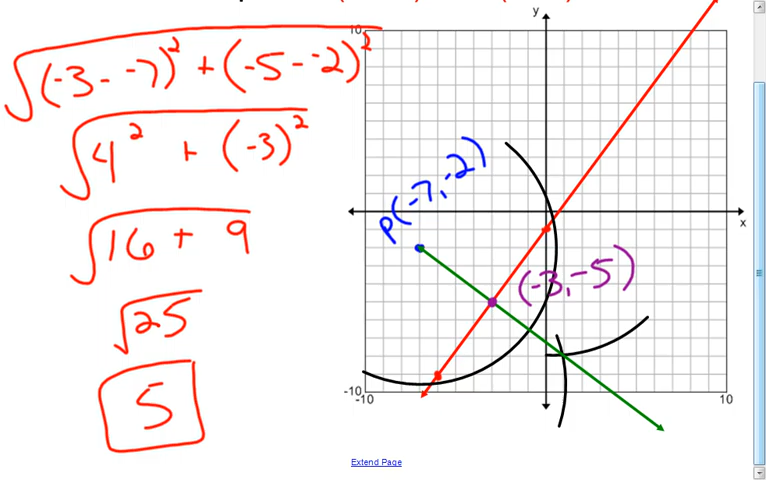 y
10
√((-3 - -7)² + (-5 - -2)²)
√(4² + (-3)²)
P(-7,-2)
x
√(16 + 9)
(-3,-5)
√25
5
-10
-10
10
Extend Page